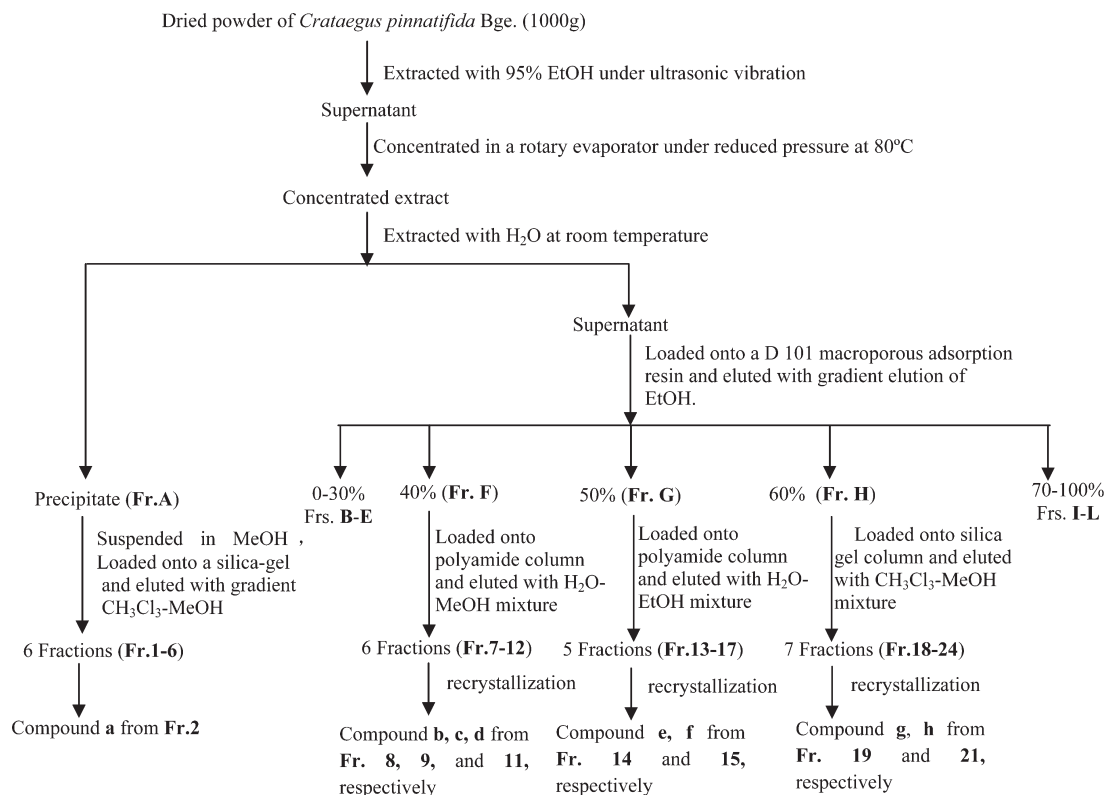 Dried powder of Crataegus pinnatifida Bge. (1000g)
Extracted with 95% EtOH under ultrasonic vibration
Supernatant
Concentrated in a rotary evaporator under reduced pressure at 80ºC
Concentrated extract
Extracted with H₂O at room temperature
Supernatant
Loaded onto a D 101 macroporous adsorption
resin and eluted with gradient elution of
EtOH.
Precipitate (Fr.A)
0-30%
Frs. B-E
40% (Fr. F)
50% (Fr. G)
60% (Fr. H)
70-100%
Frs. I-L
Suspended in MeOH ,
Loaded onto a silica-gel
and eluted with gradient
CH₃Cl₃-MeOH
Loaded onto
polyamide column
and eluted with H₂O-
MeOH mixture
Loaded onto
polyamide column
and eluted with H₂O-
EtOH mixture
Loaded onto silica
gel column and eluted
with CH₃Cl₃-MeOH
mixture
6 Fractions (Fr.1-6)
6 Fractions (Fr.7-12)
5 Fractions (Fr.13-17)
7 Fractions (Fr.18-24)
recrystallization
recrystallization
recrystallization
Compound a from Fr.2
Compound b, c, d from
Fr. 8, 9, and 11,
respectively
Compound e, f from
Fr. 14 and 15,
respectively
Compound g, h from
Fr. 19 and 21,
respectively